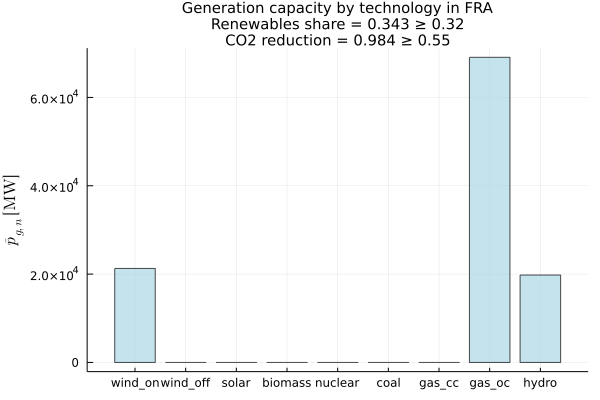 Generation capacity by technology in FRA
Renewables share = 0.343 ≥ 0.32
CO2 reduction = 0.984 ≥ 0.55
p̄_{g,n} [MW]
6.0×10⁴
4.0×10⁴
2.0×10⁴
0
wind_on wind_off solar biomass nuclear coal gas_cc gas_oc hydro